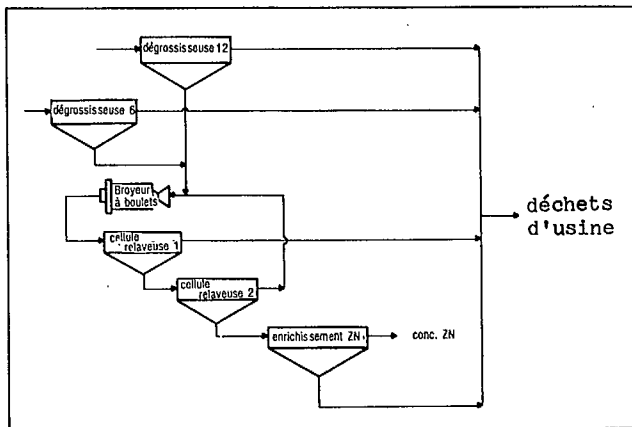 dégrossisseuse 12
dégrossisseuse 6
Broyeur
à boulets
cellule
relaveuse 1
cellule
relaveuse 2
enrichissement ZN
conc. ZN
déchets
d'usine